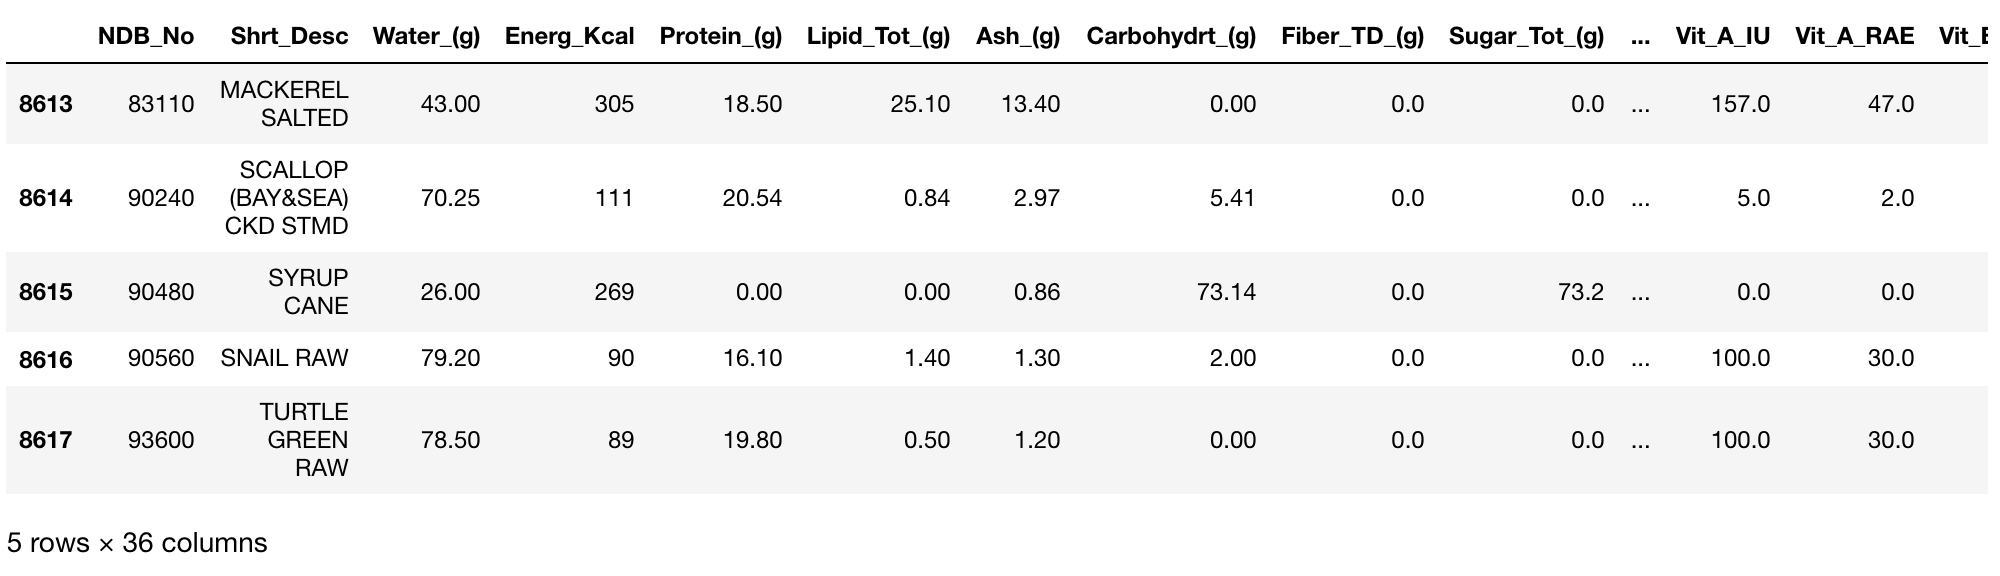 NDB_No Shrt_Desc Water_(g) Energ_Kcal Protein_(g) Lipid_Tot_(g) Ash_(g) Carbohydrt_(g) Fiber_TD_(g) Sugar_Tot_(g) ... Vit_A_IU Vit_A_RAE
8613 83110 MACKEREL SALTED 43.00 305 18.50 25.10 13.40 0.00 0.0 0.0 ... 157.0 47.0
8614 90240 SCALLOP (BAY&SEA) CKD STMD 70.25 111 20.54 0.84 2.97 5.41 0.0 0.0 ... 5.0 2.0
8615 90480 SYRUP CANE 26.00 269 0.00 0.00 0.86 73.14 0.0 73.2 ... 0.0 0.0
8616 90560 SNAIL RAW 79.20 90 16.10 1.40 1.30 2.00 0.0 0.0 ... 100.0 30.0
8617 93600 TURTLE GREEN RAW 78.50 89 19.80 0.50 1.20 0.00 0.0 0.0 ... 100.0 30.0
5 rows × 36 columns